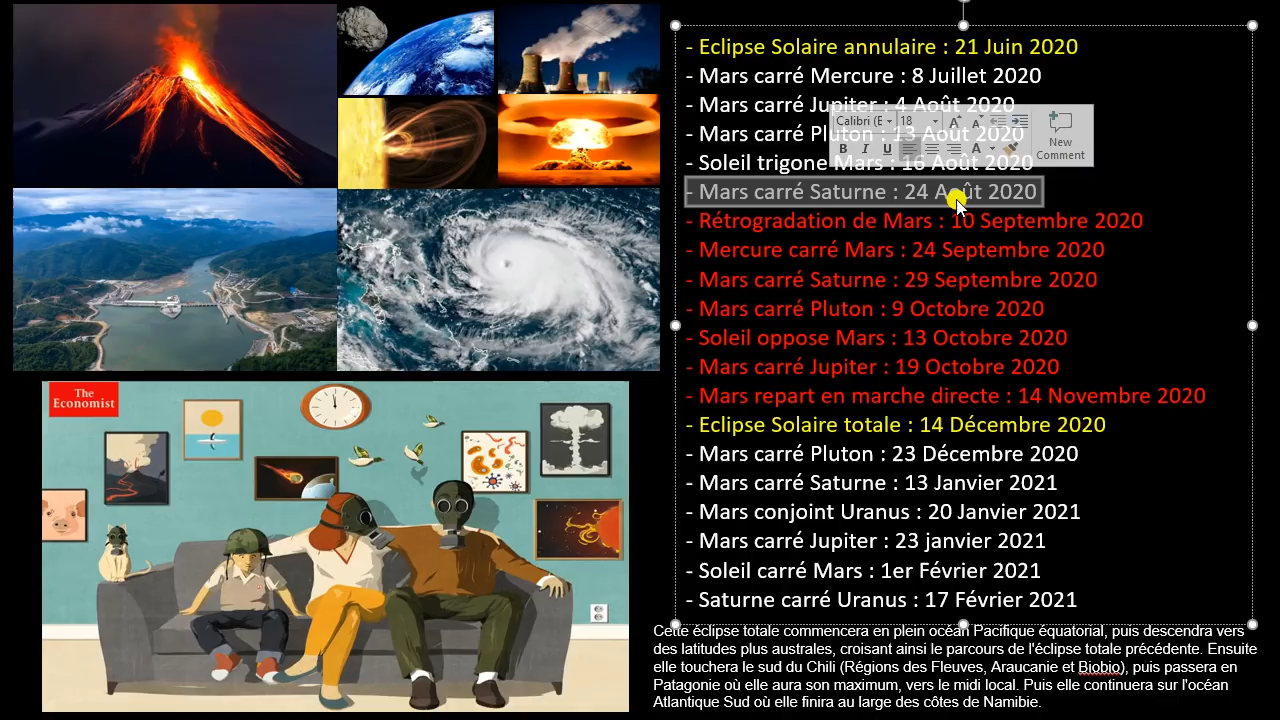 The
Economist
- Eclipse Solaire annulaire : 21 Juin 2020
- Mars carré Mercure : 8 Juillet 2020
- Mars carré Jupiter : 4 Août 2020
- Mars carré Pluton : 13 Août 2020
- Soleil trigone Mars : 16 Août 2020
- Mars carré Saturne : 24 Août 2020
- Rétrogradation de Mars : 10 Septembre 2020
- Mercure carré Mars : 24 Septembre 2020
- Mars carré Saturne : 29 Septembre 2020
- Mars carré Pluton : 9 Octobre 2020
- Soleil oppose Mars : 13 Octobre 2020
- Mars carré Jupiter : 19 Octobre 2020
- Mars repart en marche directe : 14 Novembre 2020
- Eclipse Solaire totale : 14 Décembre 2020
- Mars carré Pluton : 23 Décembre 2020
- Mars carré Saturne : 13 Janvier 2021
- Mars conjoint Uranus : 20 Janvier 2021
- Mars carré Jupiter : 23 janvier 2021
- Soleil carré Mars : 1er Février 2021
- Saturne carré Uranus : 17 Février 2021
Calibri (E 18 A A
B I U A
New
Comment
Cette éclipse totale commencera en plein océan Pacifique équatorial, puis descendra vers
des latitudes plus australes, croisant ainsi le parcours de l'éclipse totale précédente. Ensuite
elle touchera le sud du Chili (Régions des Fleuves, Araucanie et Biobio), puis passera en
Patagonie où elle aura son maximum, vers le midi local. Puis elle continuera sur l'océan
Atlantique Sud où elle finira au large des côtes de Namibie.